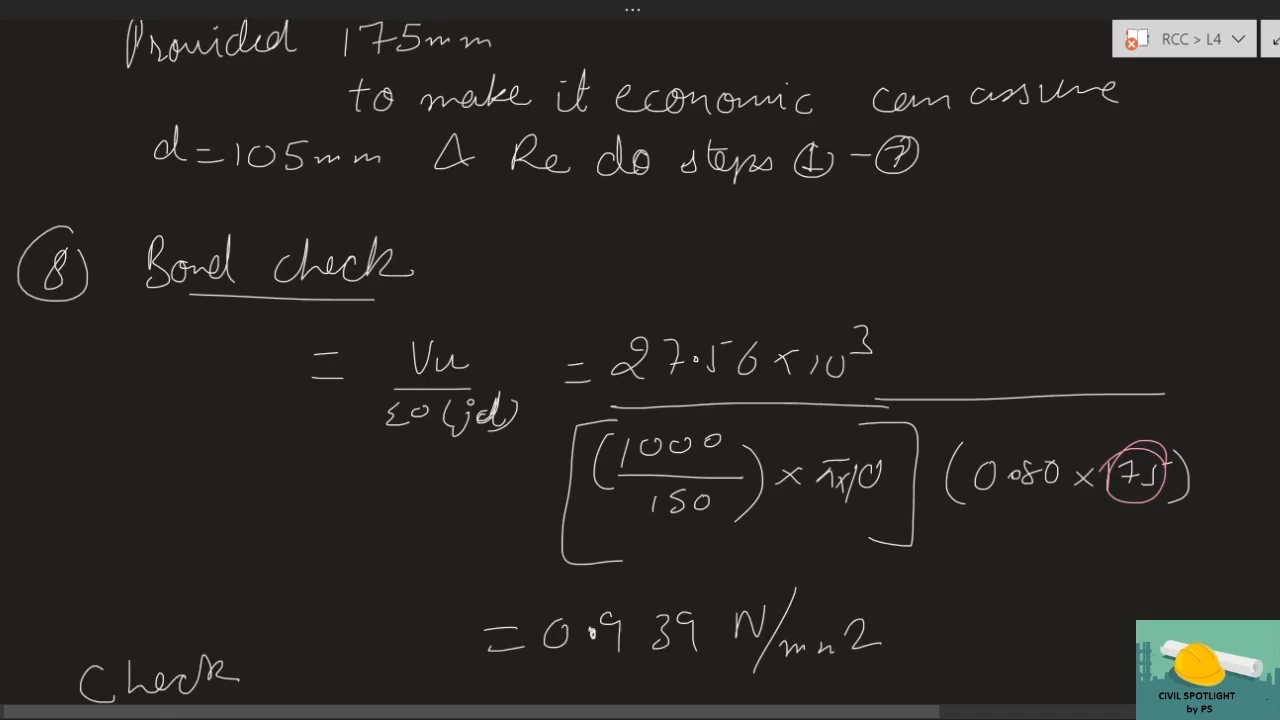 ...
RCC > L4
Provided 175mm
to make it economic can assume
d=105mm Δ Re do steps ① - ⑦
⑧ Bond check
= Vu / Σ0 (jd) = 27.56 × 10³ / [(1000 / 150) × π×10] (0.80 × 175)
= 0.939 N/mm2
Check
CIVIL SPOTLIGHT
by PS